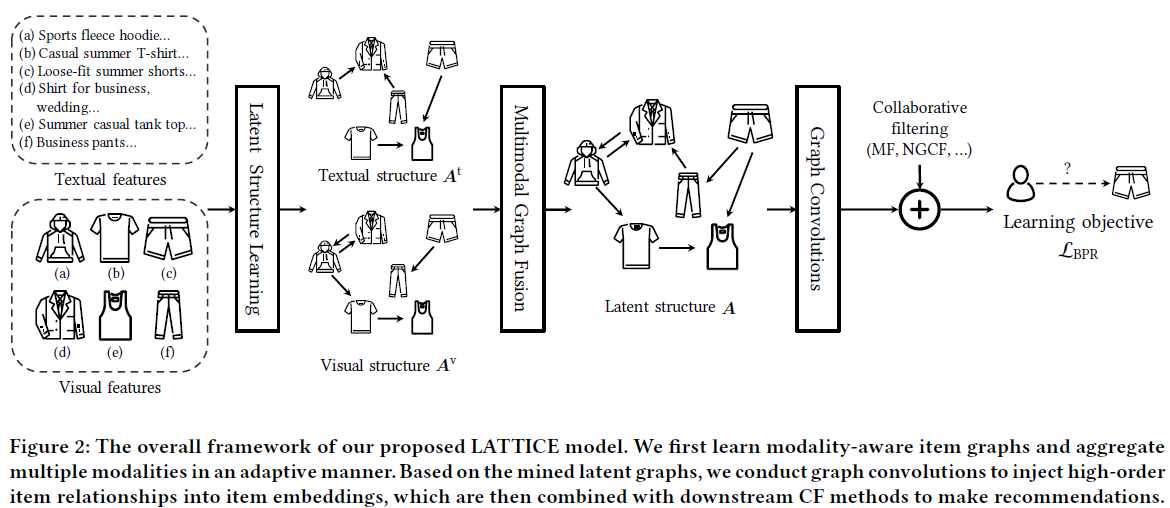 (a) Sports fleece hoodie...
(b) Casual summer T-shirt...
(c) Loose-fit summer shorts...
(d) Shirt for business,
wedding...
(e) Summer casual tank top...
(f) Business pants...
Textual features
(a)
(b)
(c)
(d)
(e)
(f)
Visual features
Latent Structure Learning
Textual structure Aᵗ
Visual structure Aᵛ
Multimodal Graph Fusion
Latent structure A
Graph Convolutions
Collaborative
filtering
(MF, NGCF, ...)
+
?
Learning objective
ℒBPR
Figure 2: The overall framework of our proposed LATTICE model. We first learn modality-aware item graphs and aggregate
multiple modalities in an adaptive manner. Based on the mined latent graphs, we conduct graph convolutions to inject high-order
item relationships into item embeddings, which are then combined with downstream CF methods to make recommendations.